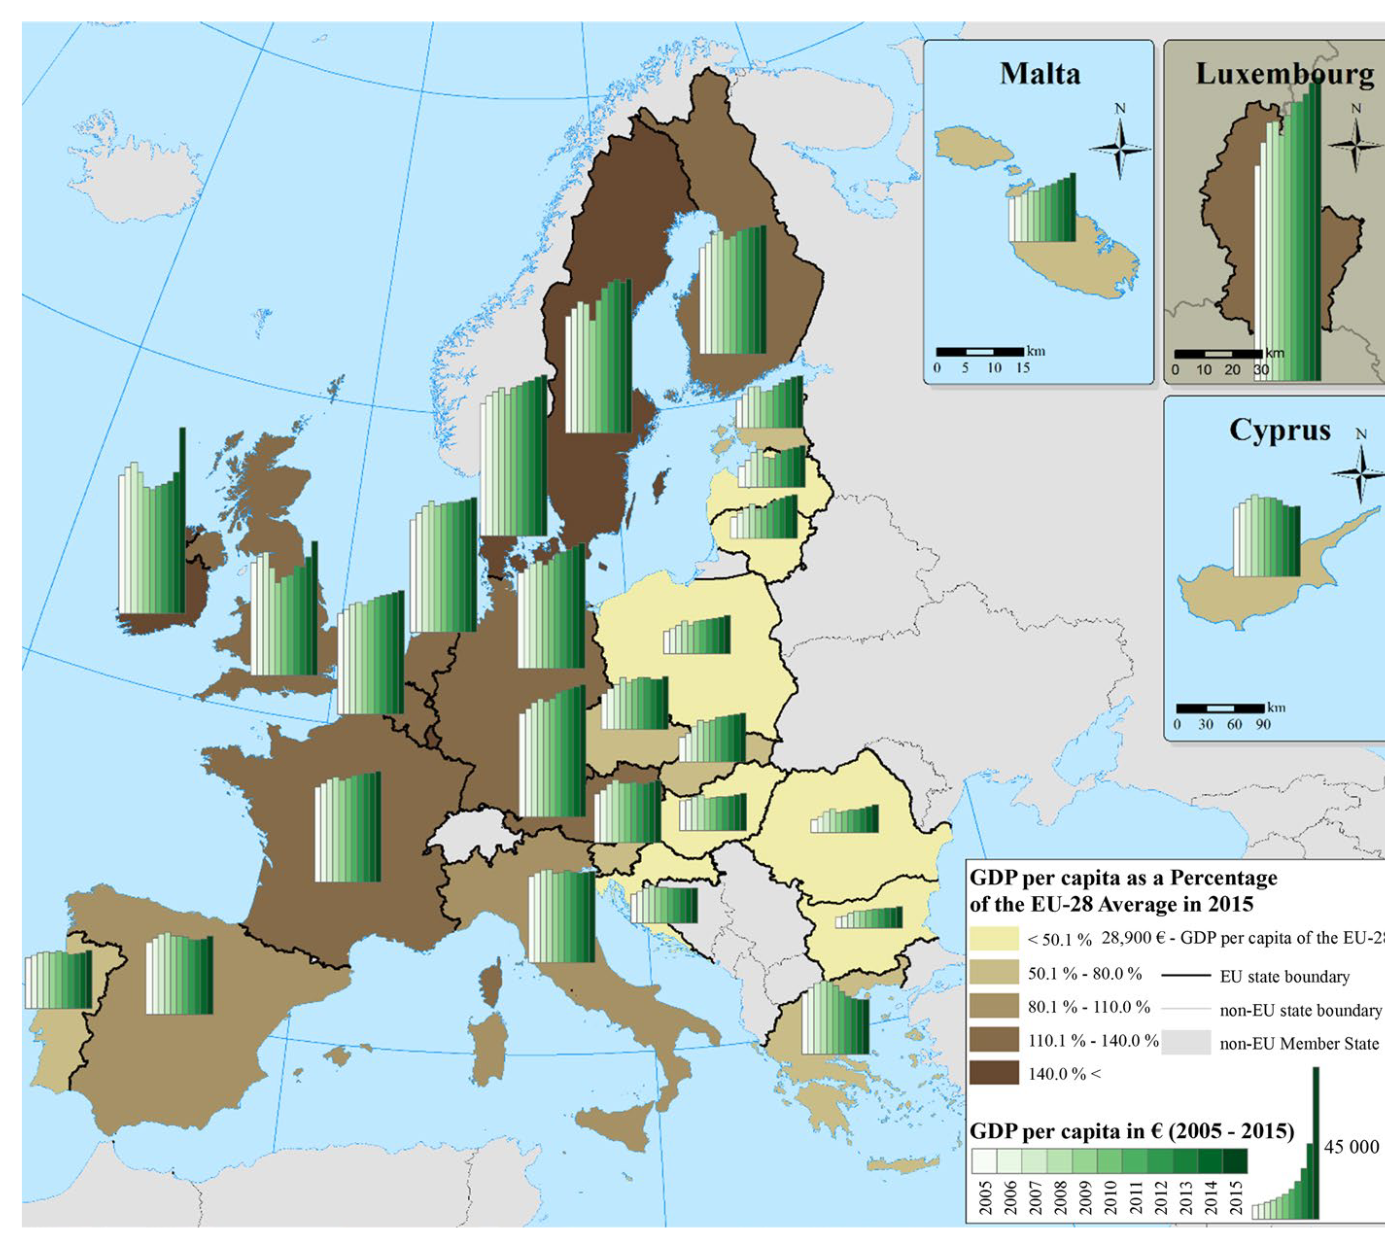 Malta
N
km
0 5 10 15
Luxembourg
N
km
0 10 20 30
Cyprus
N
km
0 30 60 90
GDP per capita as a Percentage
of the EU-28 Average in 2015
< 50.1 % 28,900 € - GDP per capita of the EU-28
50.1 % - 80.0 % EU state boundary
80.1 % - 110.0 % non-EU state boundary
110.1 % - 140.0 % non-EU Member State
140.0 % <
GDP per capita in € (2005 - 2015)
45 000
2005 2006 2007 2008 2009 2010 2011 2012 2013 2014 2015